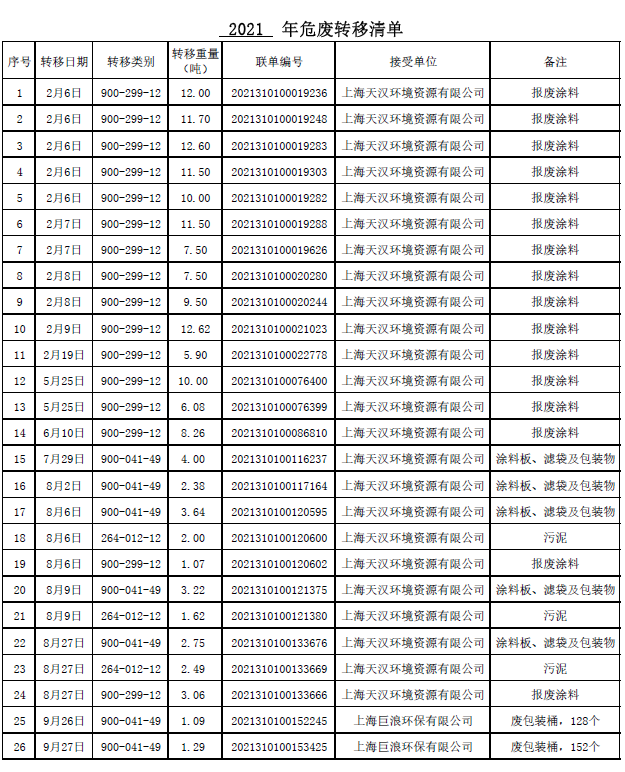 2021 年危废转移清单
序号 转移日期 转移类别 转移重量（吨） 联单编号 接受单位 备注
1 2月6日 900-299-12 12.00 2021310100019236 上海天汉环境资源有限公司 报废涂料
2 2月6日 900-299-12 11.70 2021310100019248 上海天汉环境资源有限公司 报废涂料
3 2月6日 900-299-12 12.60 2021310100019283 上海天汉环境资源有限公司 报废涂料
4 2月6日 900-299-12 11.50 2021310100019303 上海天汉环境资源有限公司 报废涂料
5 2月6日 900-299-12 10.00 2021310100019282 上海天汉环境资源有限公司 报废涂料
6 2月7日 900-299-12 11.50 2021310100019288 上海天汉环境资源有限公司 报废涂料
7 2月7日 900-299-12 7.50 2021310100019626 上海天汉环境资源有限公司 报废涂料
8 2月8日 900-299-12 7.50 2021310100020280 上海天汉环境资源有限公司 报废涂料
9 2月8日 900-299-12 9.50 2021310100020244 上海天汉环境资源有限公司 报废涂料
10 2月9日 900-299-12 12.62 2021310100021023 上海天汉环境资源有限公司 报废涂料
11 2月19日 900-299-12 5.90 2021310100022778 上海天汉环境资源有限公司 报废涂料
12 5月25日 900-299-12 10.00 2021310100076400 上海天汉环境资源有限公司 报废涂料
13 5月25日 900-299-12 6.08 2021310100076399 上海天汉环境资源有限公司 报废涂料
14 6月10日 900-299-12 8.26 2021310100086810 上海天汉环境资源有限公司 报废涂料
15 7月29日 900-041-49 4.00 2021310100116237 上海天汉环境资源有限公司 涂料板、滤袋及包装物
16 8月2日 900-041-49 2.38 2021310100117164 上海天汉环境资源有限公司 涂料板、滤袋及包装物
17 8月6日 900-041-49 3.64 2021310100120595 上海天汉环境资源有限公司 涂料板、滤袋及包装物
18 8月6日 264-012-12 2.00 2021310100120600 上海天汉环境资源有限公司 污泥
19 8月6日 900-299-12 1.07 2021310100120602 上海天汉环境资源有限公司 报废涂料
20 8月9日 900-041-49 3.22 2021310100121375 上海天汉环境资源有限公司 涂料板、滤袋及包装物
21 8月9日 264-012-12 1.62 2021310100121380 上海天汉环境资源有限公司 污泥
22 8月27日 900-041-49 2.75 2021310100133676 上海天汉环境资源有限公司 涂料板、滤袋及包装物
23 8月27日 264-012-12 2.49 2021310100133669 上海天汉环境资源有限公司 污泥
24 8月27日 900-299-12 3.06 2021310100133666 上海天汉环境资源有限公司 报废涂料
25 9月26日 900-041-49 1.09 2021310100152245 上海巨浪环保有限公司 废包装桶，128个
26 9月27日 900-041-49 1.29 2021310100153425 上海巨浪环保有限公司 废包装桶，152个